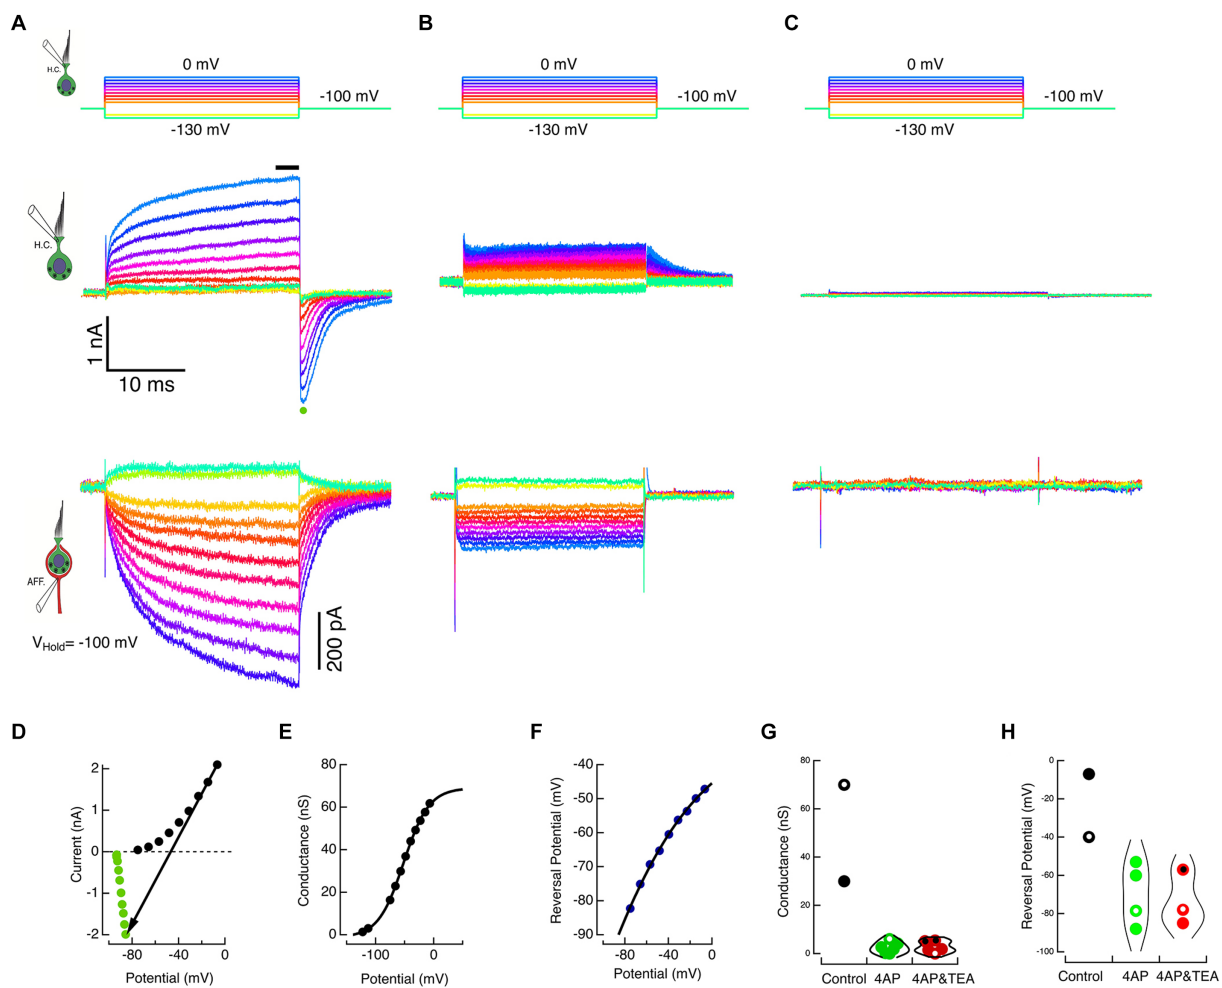 A
B
C
H.C.
0 mV
-100 mV
-130 mV
0 mV
-100 mV
-130 mV
0 mV
-100 mV
-130 mV
H.C.
1 nA
10 ms
AFF.
VHold= -100 mV
200 pA
D
E
F
G
H
Current (nA)
2
1
0
-1
-2
-80
-40
0
Potential (mV)
Conductance (nS)
80
60
40
20
0
-100
0
Potential (mV)
Reversal Potential (mV)
-40
-50
-60
-70
-80
-90
-80
-40
0
Potential (mV)
Conductance (nS)
80
60
40
20
0
Control
4AP
4AP&TEA
Reversal Potential (mV)
0
-20
-40
-60
-80
-100
Control
4AP
4AP&TEA